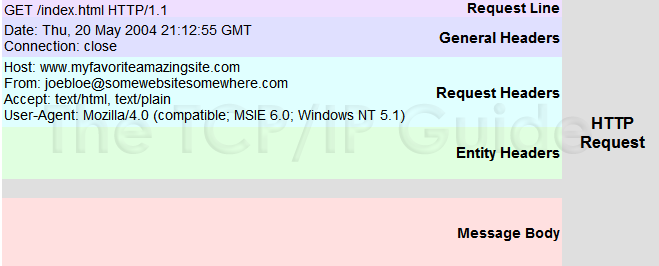 GET /index.html HTTP/1.1 Request Line
Date: Thu, 20 May 2004 21:12:55 GMT
Connection: close
General Headers
Host: www.myfavoriteamazingsite.com
From: joebloe@somewebsitesomewhere.com
Accept: text/html, text/plain
User-Agent: Mozilla/4.0 (compatible; MSIE 6.0; Windows NT 5.1)
Request Headers
The TCP/IP Guide
Entity Headers
Message Body
HTTP
Request